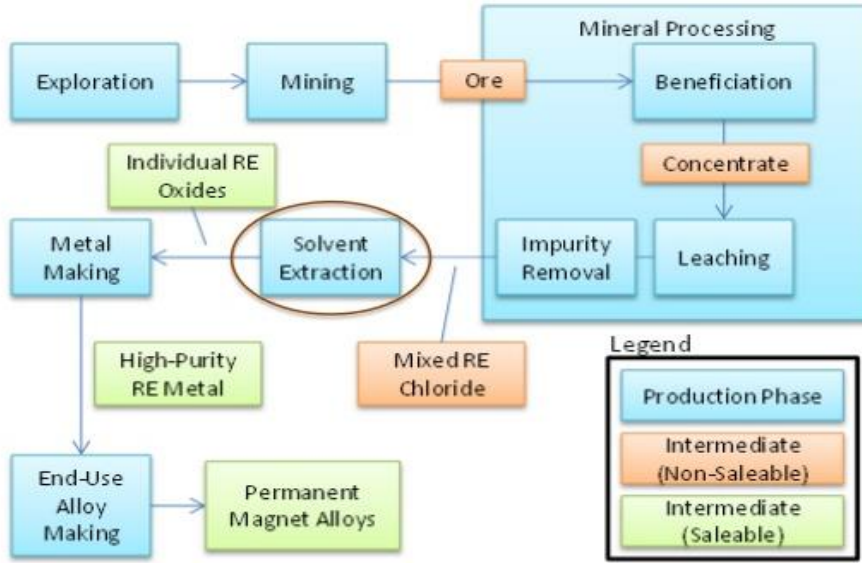 Mineral Processing
Exploration
Mining
Ore
Beneficiation
Individual RE
Oxides
Concentrate
Metal
Making
Solvent
Extraction
Impurity
Removal
Leaching
High-Purity
RE Metal
Mixed RE
Chloride
Legend
Production Phase
Intermediate
(Non-Saleable)
Intermediate
(Saleable)
End-Use
Alloy
Making
Permanent
Magnet Alloys